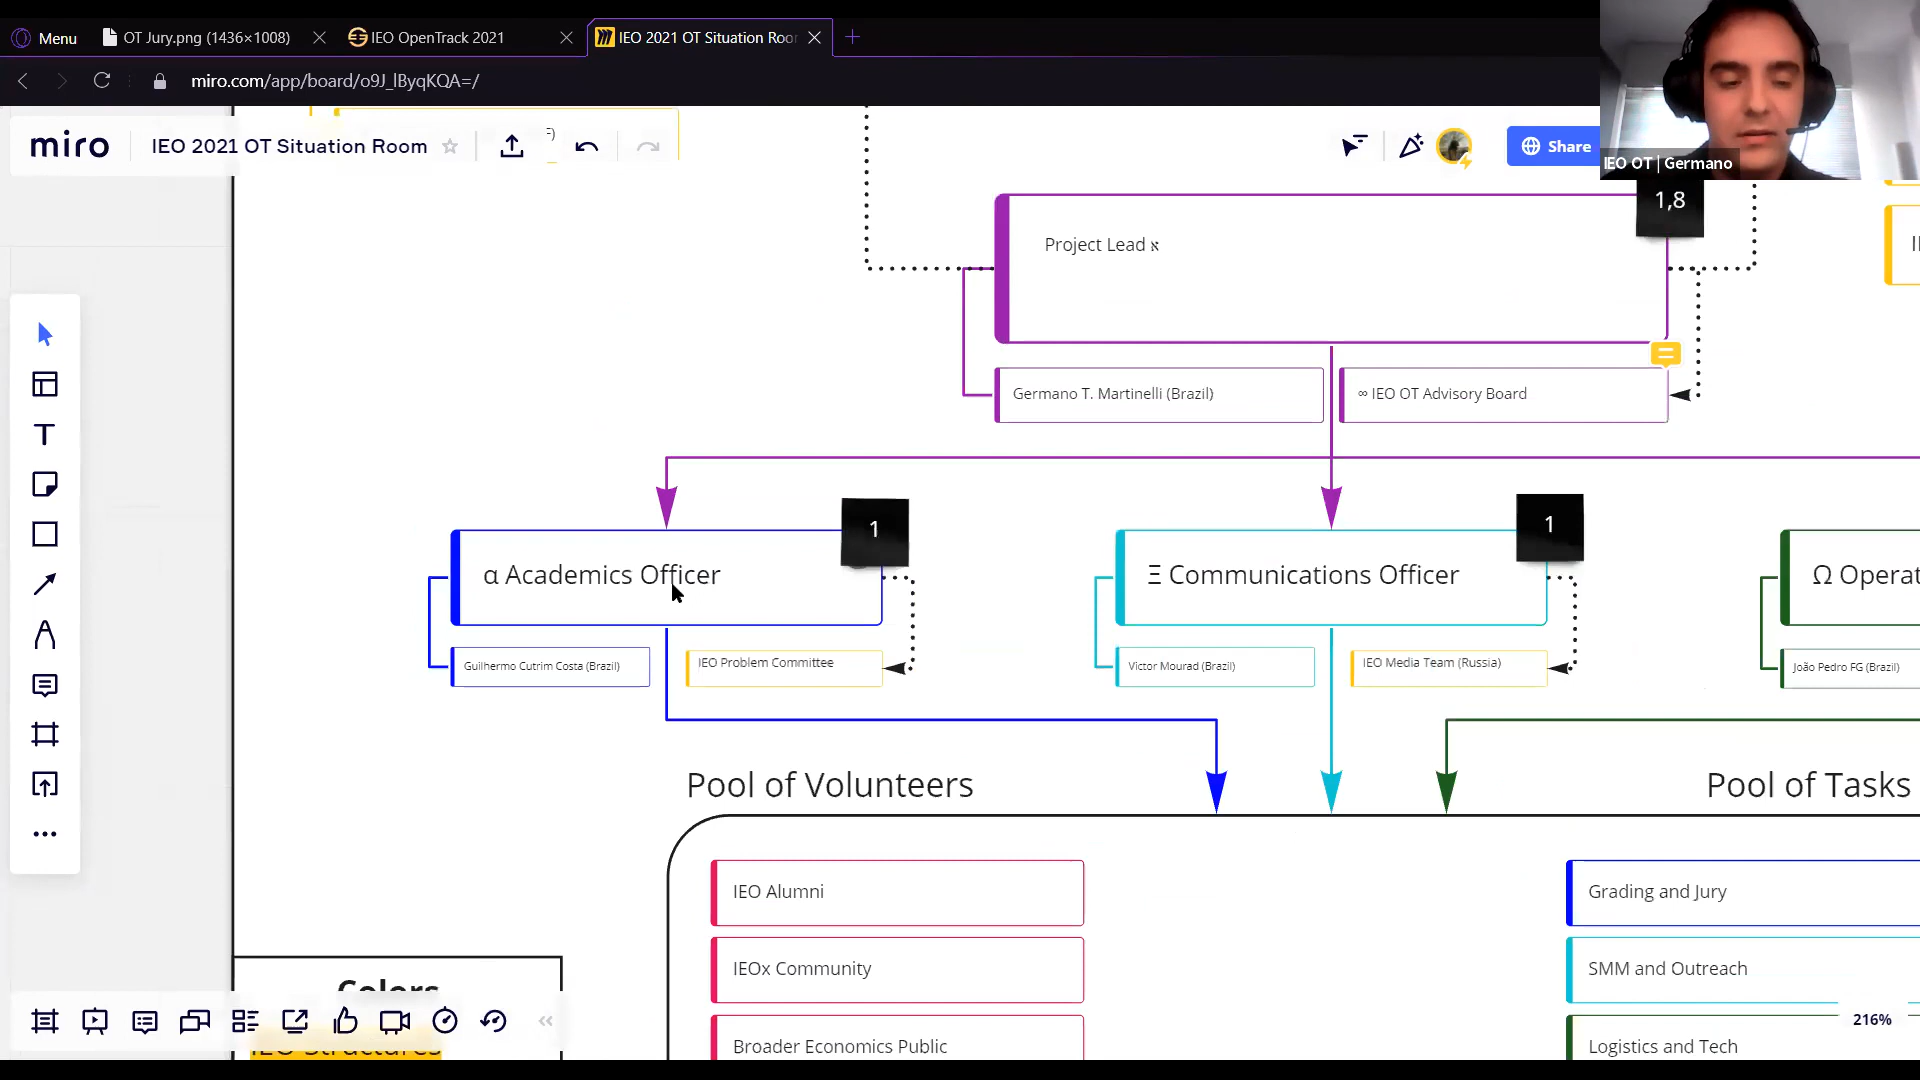 Menu
OT Jury.png (1436×1008)
IEO OpenTrack 2021
IEO 2021 OT Situation Roo
miro.com/app/board/o9J_lByqKQA=/
miro
IEO 2021 OT Situation Room
Share
IEO OT | Germano
1,8
Project Lead א
Germano T. Martinelli (Brazil)
∞ IEO OT Advisory Board
1
1
α Academics Officer
Ξ Communications Officer
Ω Operat
Guilhermo Cutrim Costa (Brazil)
IEO Problem Committee
Victor Mourad (Brazil)
IEO Media Team (Russia)
João Pedro FG (Brazil)
Pool of Volunteers
Pool of Tasks
IEO Alumni
Grading and Jury
IEOx Community
SMM and Outreach
Colors
216%
IEO Structures
Broader Economics Public
Logistics and Tech